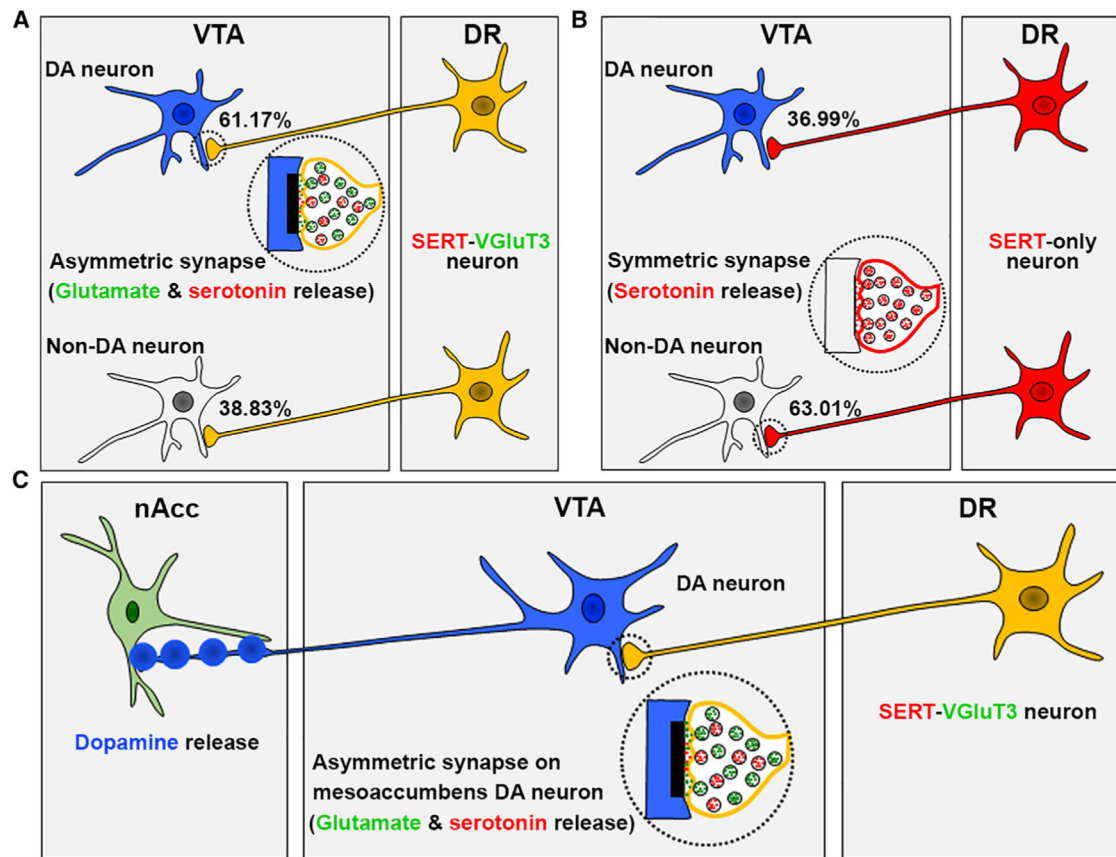 A
VTA
DR
DA neuron
61.17%
SERT-VGluT3
neuron
Asymmetric synapse
(Glutamate & serotonin release)
Non-DA neuron
38.83%
B
VTA
DR
DA neuron
36.99%
SERT-only
neuron
Symmetric synapse
(Serotonin release)
Non-DA neuron
63.01%
C
nAcc
VTA
DR
DA neuron
SERT-VGluT3 neuron
Dopamine release
Asymmetric synapse on
mesoaccumbens DA neuron
(Glutamate & serotonin release)